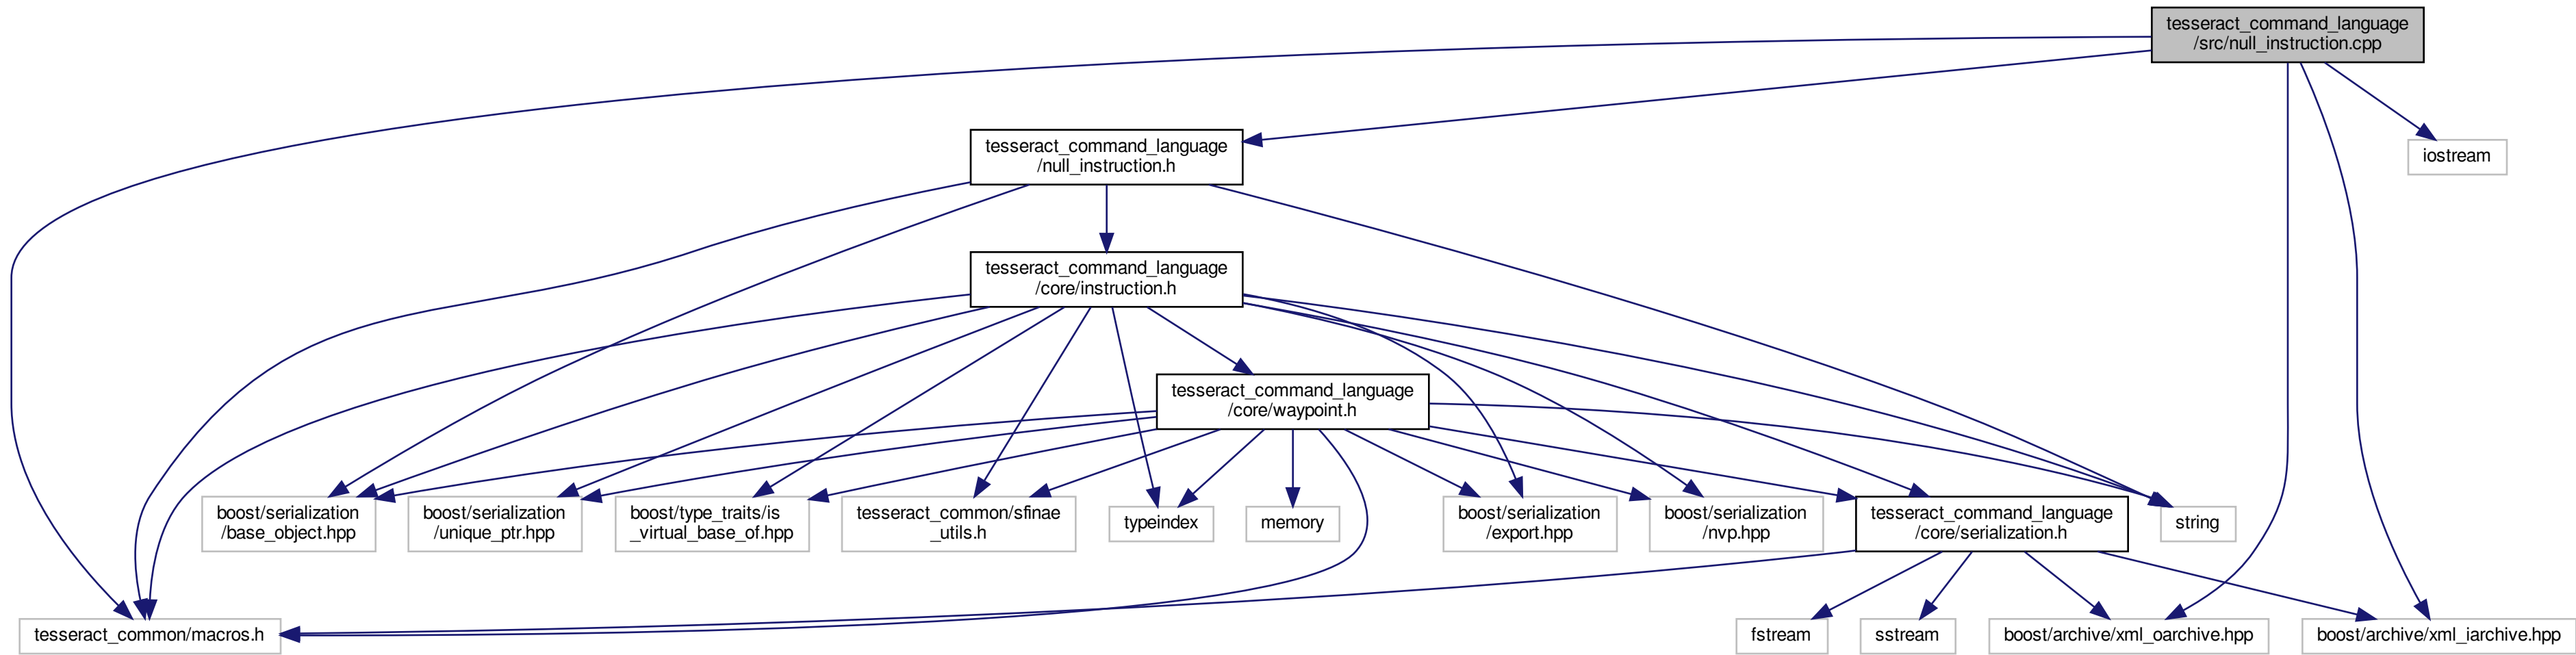 tesseract_command_language
/src/null_instruction.cpp
tesseract_command_language
/null_instruction.h
iostream
tesseract_command_language
/core/instruction.h
tesseract_command_language
/core/waypoint.h
boost/serialization
/base_object.hpp
boost/serialization
/unique_ptr.hpp
boost/type_traits/is
_virtual_base_of.hpp
tesseract_common/sfinae
_utils.h
typeindex
memory
boost/serialization
/export.hpp
boost/serialization
/nvp.hpp
tesseract_command_language
/core/serialization.h
string
tesseract_common/macros.h
fstream
sstream
boost/archive/xml_oarchive.hpp
boost/archive/xml_iarchive.hpp